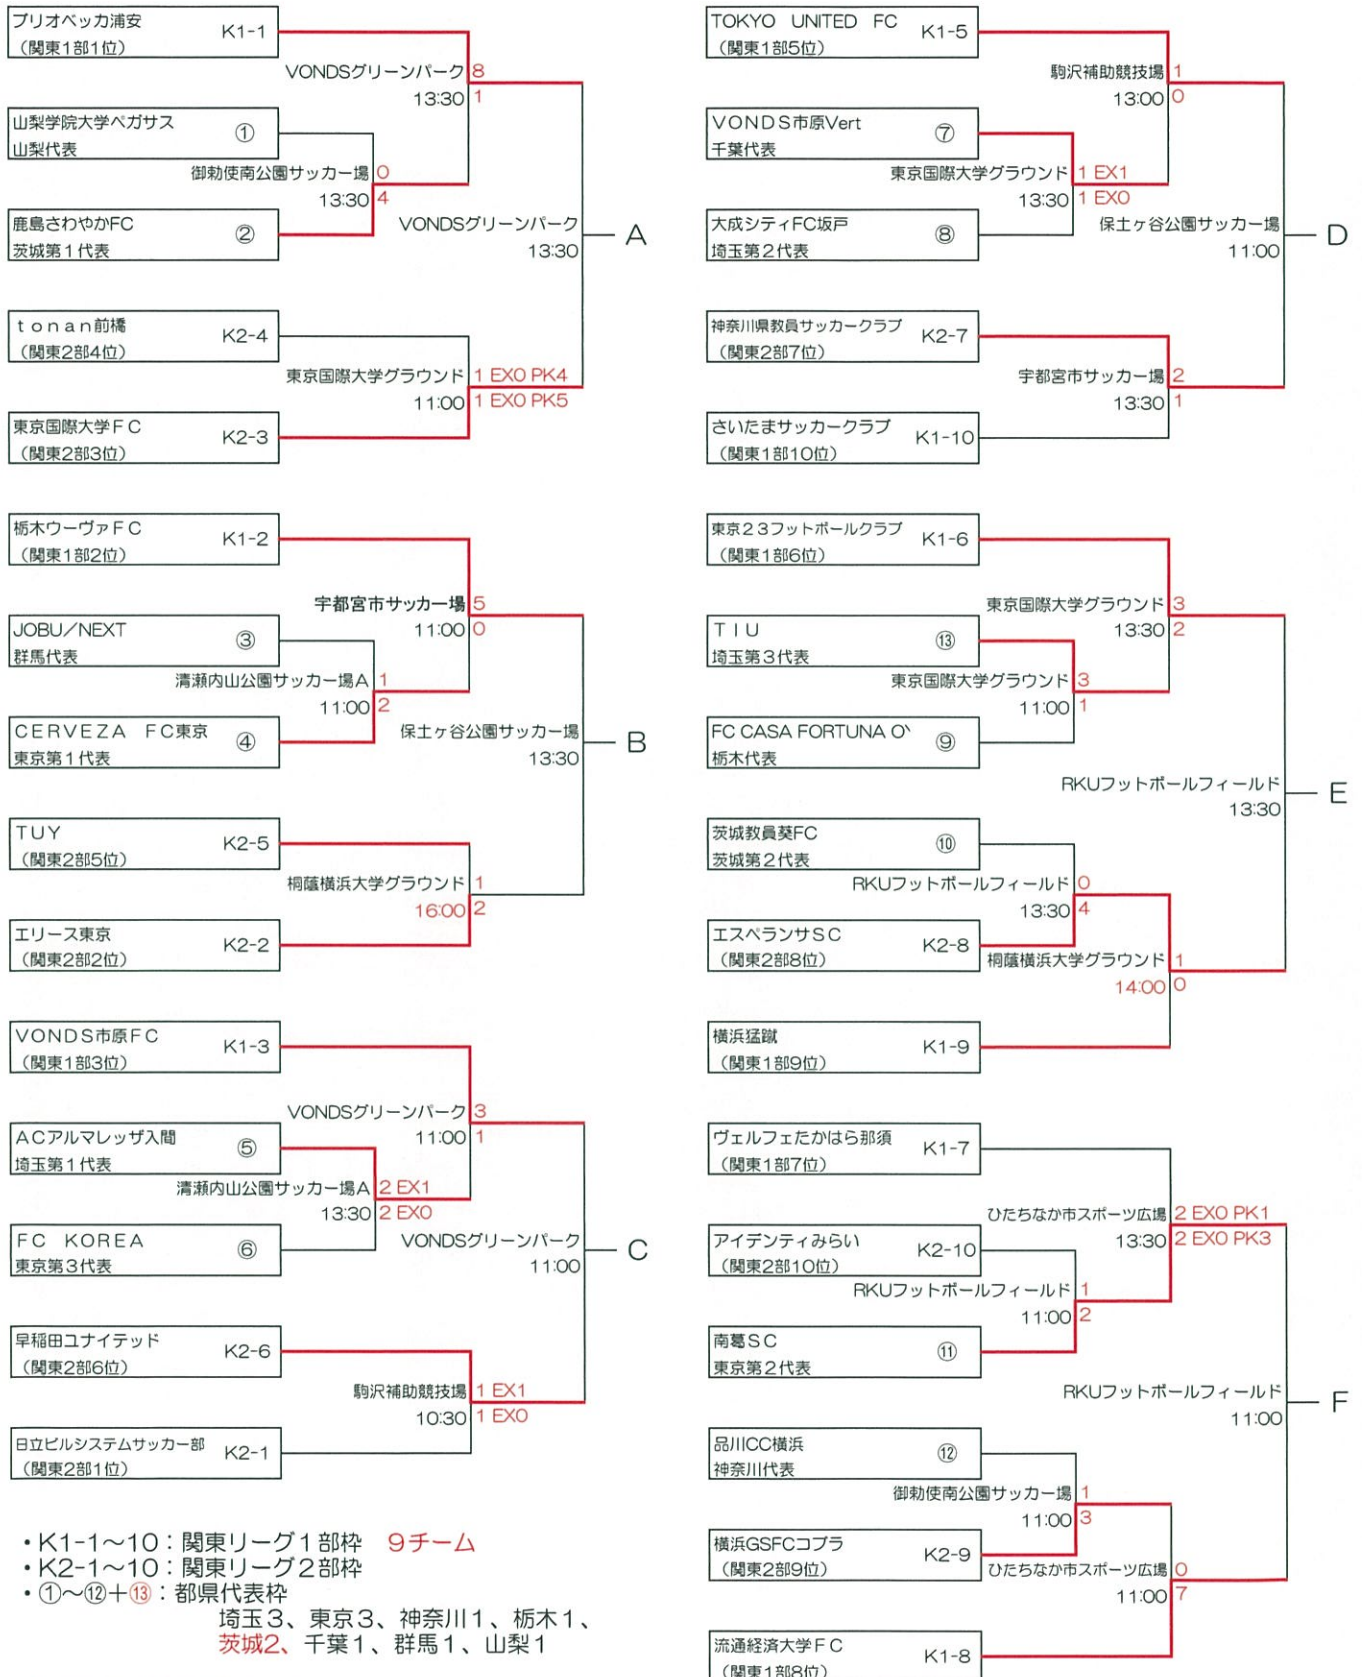 ブリオベッカ浦安
（関東1部1位）
K1-1
VONDSグリーンパーク 8
13:30 1
山梨学院大学ペガサス
山梨代表
①
御勅使南公園サッカー場 0
13:30 4
鹿島さわやかFC
茨城第1代表
②
VONDSグリーンパーク
13:30
A
tonan前橋
（関東2部4位）
K2-4
東京国際大学グラウンド 1 EX0 PK4
11:00 1 EX0 PK5
東京国際大学FC
（関東2部3位）
K2-3
栃木ウーヴァFC
（関東1部2位）
K1-2
宇都宮市サッカー場 5
11:00 0
JOBU／NEXT
群馬代表
③
清瀬内山公園サッカー場A 1
11:00 2
CERVEZA FC東京
東京第1代表
④
保土ヶ谷公園サッカー場
13:30
B
TUY
（関東2部5位）
K2-5
桐蔭横浜大学グラウンド 1
16:00 2
エリース東京
（関東2部2位）
K2-2
VONDS市原FC
（関東1部3位）
K1-3
VONDSグリーンパーク 3
11:00 1
ACアルマレッザ入間
埼玉第1代表
⑤
清瀬内山公園サッカー場A 2 EX1
13:30 2 EX0
FC KOREA
東京第3代表
⑥
VONDSグリーンパーク
11:00
C
早稲田ユナイテッド
（関東2部6位）
K2-6
駒沢補助競技場 1 EX1
10:30 1 EX0
日立ビルシステムサッカー部
（関東2部1位）
K2-1
・K1-1～10：関東リーグ1部枠 9チーム
・K2-1～10：関東リーグ2部枠
・①～⑫＋⑬：都県代表枠
埼玉3、東京3、神奈川1、栃木1、
茨城2、千葉1、群馬1、山梨1
TOKYO UNITED FC
（関東1部5位）
K1-5
駒沢補助競技場 1
13:00 0
VONDS市原Vert
千葉代表
⑦
東京国際大学グラウンド 1 EX1
13:30 1 EX0
大成シティFC坂戸
埼玉第2代表
⑧
保土ヶ谷公園サッカー場
11:00
D
神奈川県教員サッカークラブ
（関東2部7位）
K2-7
宇都宮市サッカー場 2
13:30 1
さいたまサッカークラブ
（関東1部10位）
K1-10
東京23フットボールクラブ
（関東1部6位）
K1-6
東京国際大学グラウンド 3
13:30 2
TIU
埼玉第3代表
⑬
東京国際大学グラウンド 3
11:00 1
FC CASA FORTUNA O
栃木代表
⑨
RKUフットボールフィールド
13:30
E
茨城教員葵FC
茨城第2代表
⑩
RKUフットボールフィールド 0
13:30 4
エスペランサSC
（関東2部8位）
K2-8
桐蔭横浜大学グラウンド 1
14:00 0
横浜猛蹴
（関東1部9位）
K1-9
ヴェルフェたかはら那須
（関東1部7位）
K1-7
ひたちなか市スポーツ広場 2 EX0 PK1
13:30 2 EX0 PK3
アイデンティみらい
（関東2部10位）
K2-10
RKUフットボールフィールド 1
11:00 2
南葛SC
東京第2代表
⑪
RKUフットボールフィールド
11:00
F
品川CC横浜
神奈川代表
⑫
御勅使南公園サッカー場 1
11:00 3
横浜GSFCコブラ
（関東2部9位）
K2-9
ひたちなか市スポーツ広場 0
11:00 7
流通経済大学FC
（関東1部8位）
K1-8